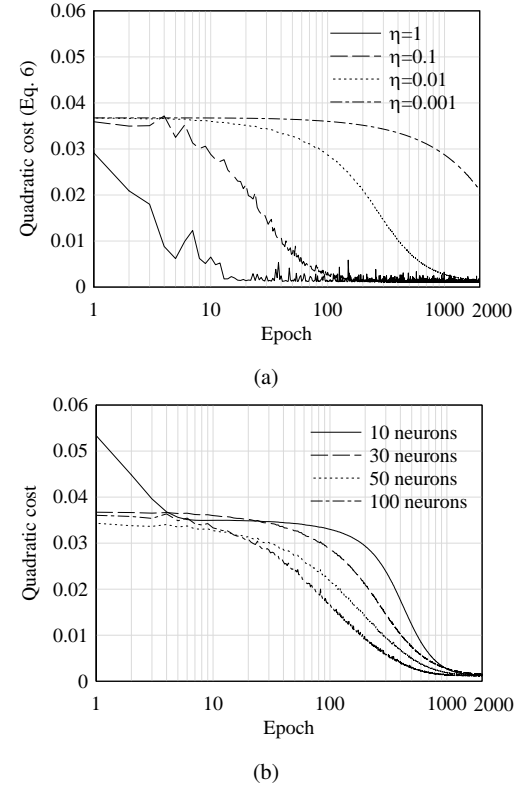 0.06
0.05
0.04
0.03
0.02
0.01
0
Quadratic cost (Eq. 6)
η=1
η=0.1
η=0.01
η=0.001
1 10 100 1000 2000
Epoch
(a)
0.06
0.05
0.04
0.03
0.02
0.01
0
Quadratic cost
10 neurons
30 neurons
50 neurons
100 neurons
1 10 100 1000 2000
Epoch
(b)